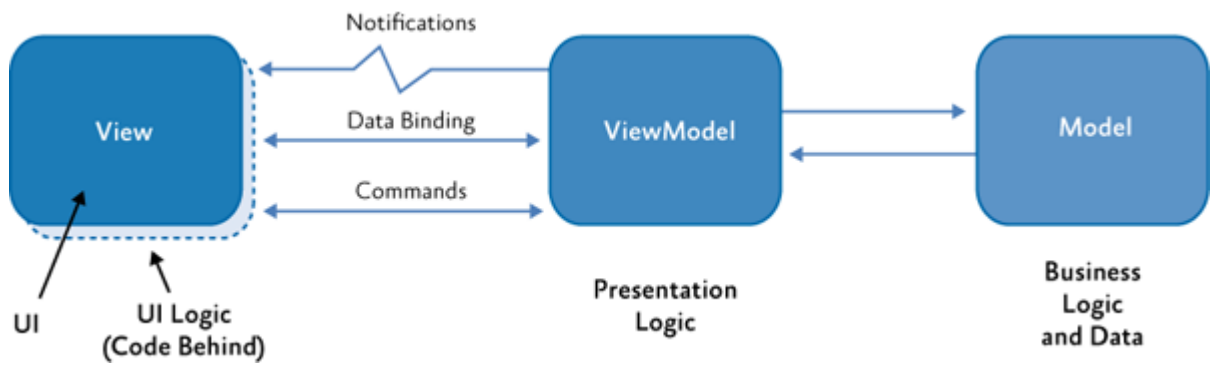 Notifications
View
Data Binding
ViewModel
Model
Commands
UI
UI Logic
(Code Behind)
Presentation
Logic
Business
Logic
and Data